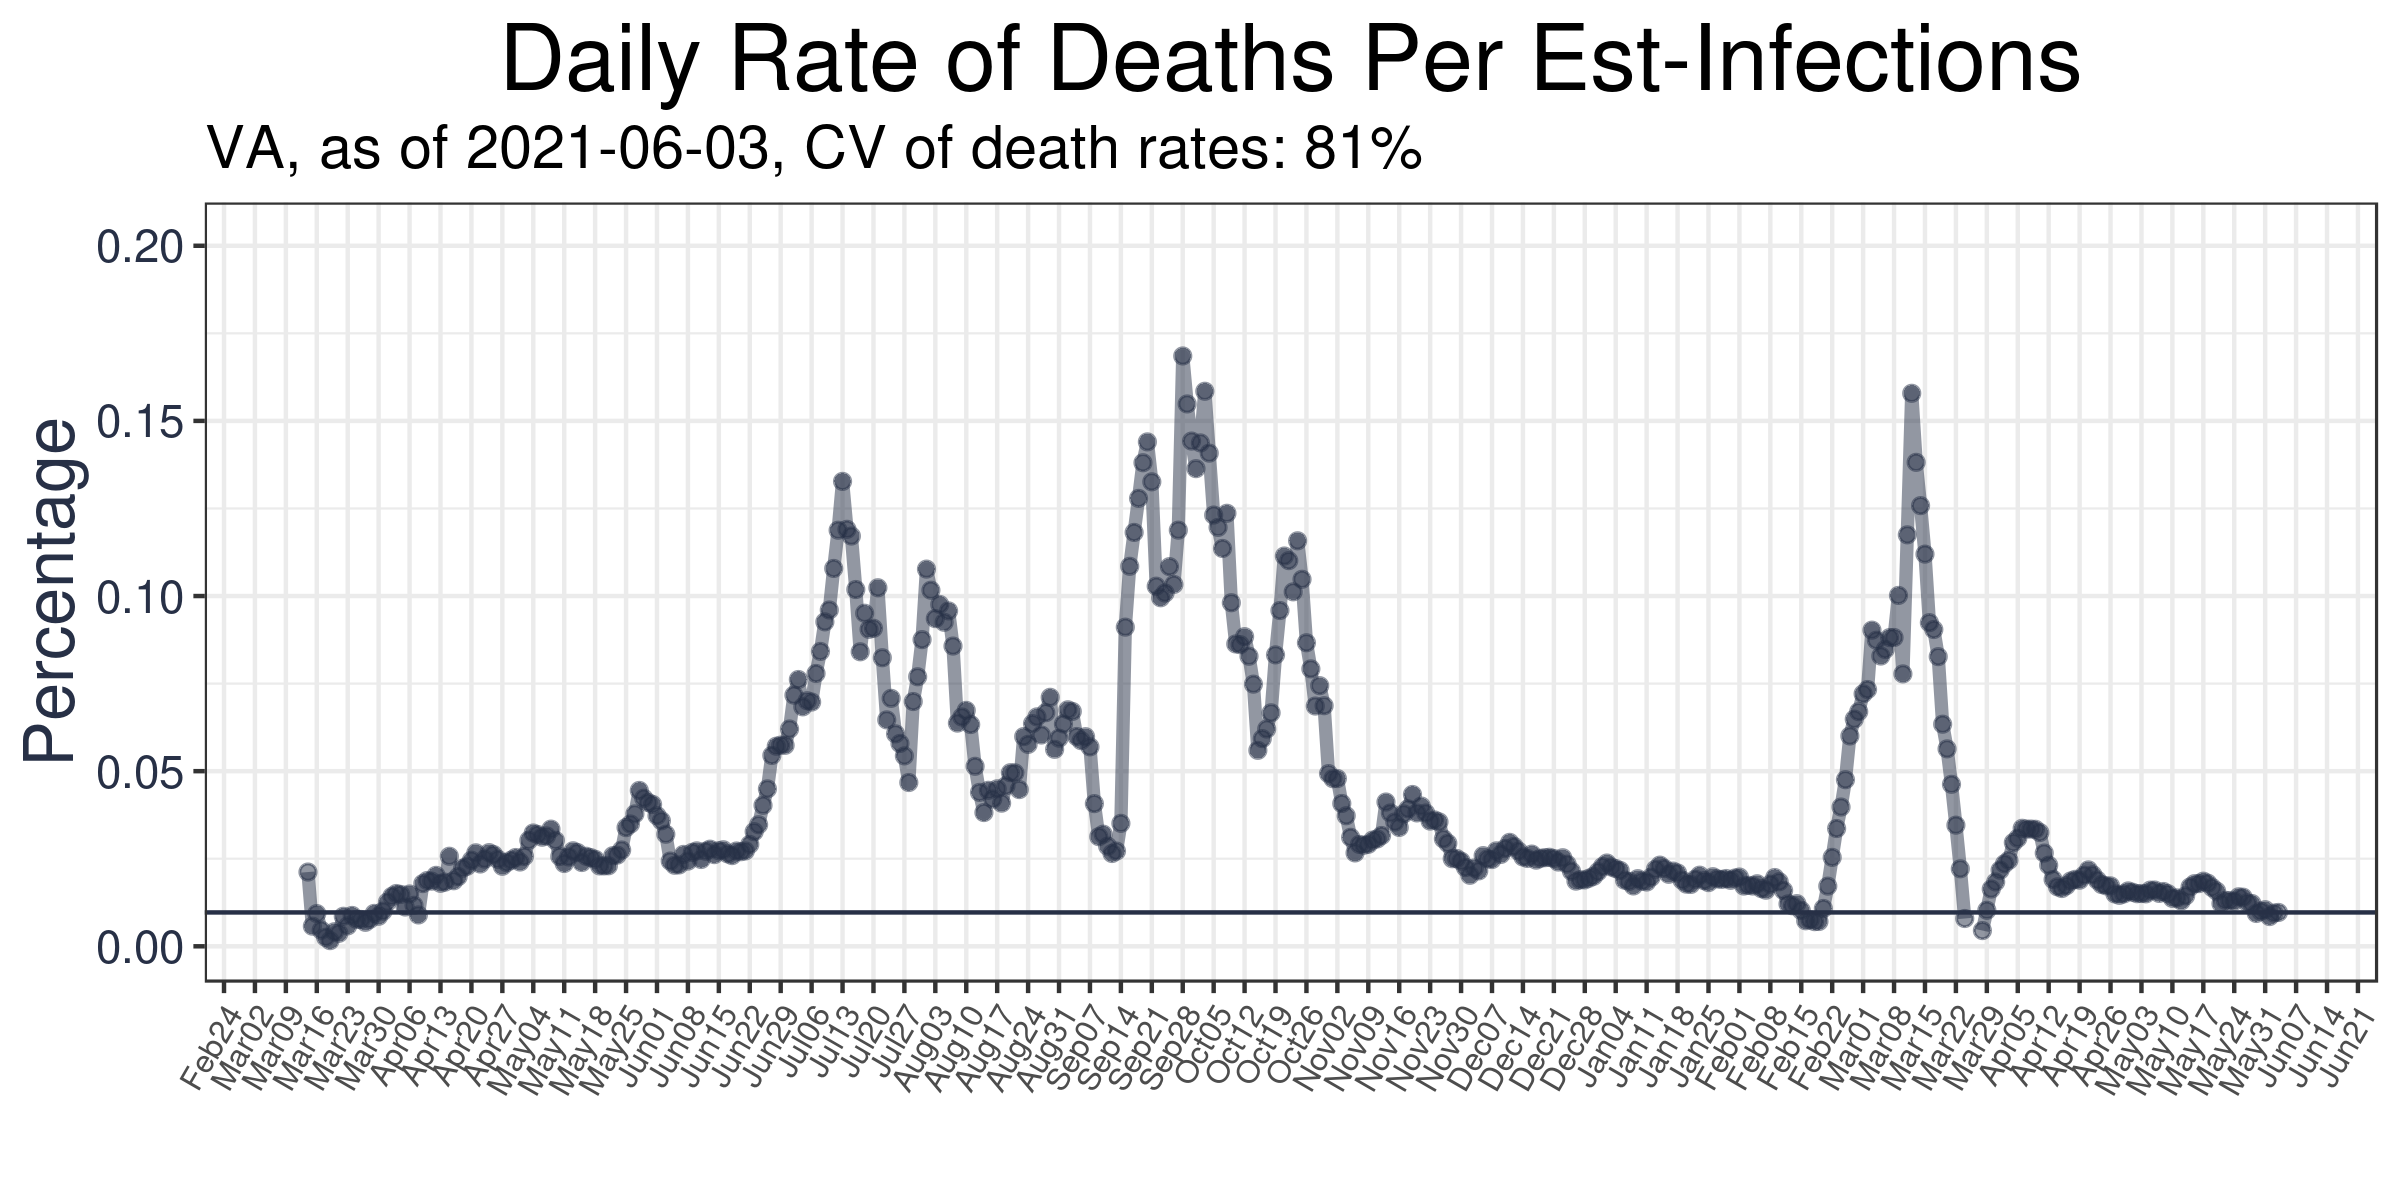 Daily Rate of Deaths Per Est-Infections
VA, as of 2021-06-03, CV of death rates: 81%
Percentage
0.20
0.15
0.10
0.05
0.00
Feb24
Mar02
Mar09
Mar16
Mar23
Mar30
Apr06
Apr13
Apr20
Apr27
May04
May11
May18
May25
Jun01
Jun08
Jun15
Jun22
Jun29
Jul06
Jul13
Jul20
Jul27
Aug03
Aug10
Aug17
Aug24
Aug31
Sep07
Sep14
Sep21
Sep28
Oct05
Oct12
Oct19
Oct26
Nov02
Nov09
Nov16
Nov23
Nov30
Dec07
Dec14
Dec21
Dec28
Jan04
Jan11
Jan18
Jan25
Feb01
Feb08
Feb15
Feb22
Mar01
Mar08
Mar15
Mar22
Mar29
Apr05
Apr12
Apr19
Apr26
May03
May10
May17
May24
May31
Jun07
Jun14
Jun21